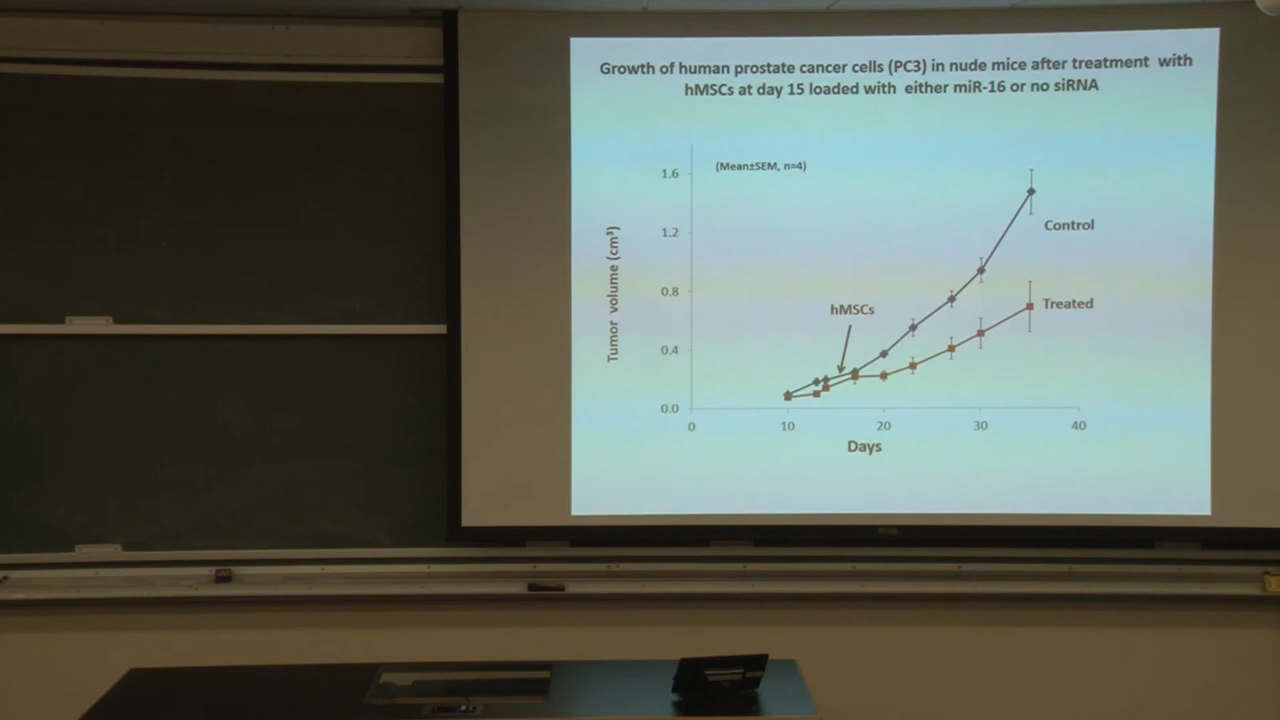 Growth of human prostate cancer cells (PC3) in nude mice after treatment with
hMSCs at day 15 loaded with either miR-16 or no siRNA
(Mean±SEM, n=4)
1.6
1.2
0.8
0.4
0.0
Tumor volume (cm³)
hMSCs
Control
Treated
0
10
20
30
40
Days